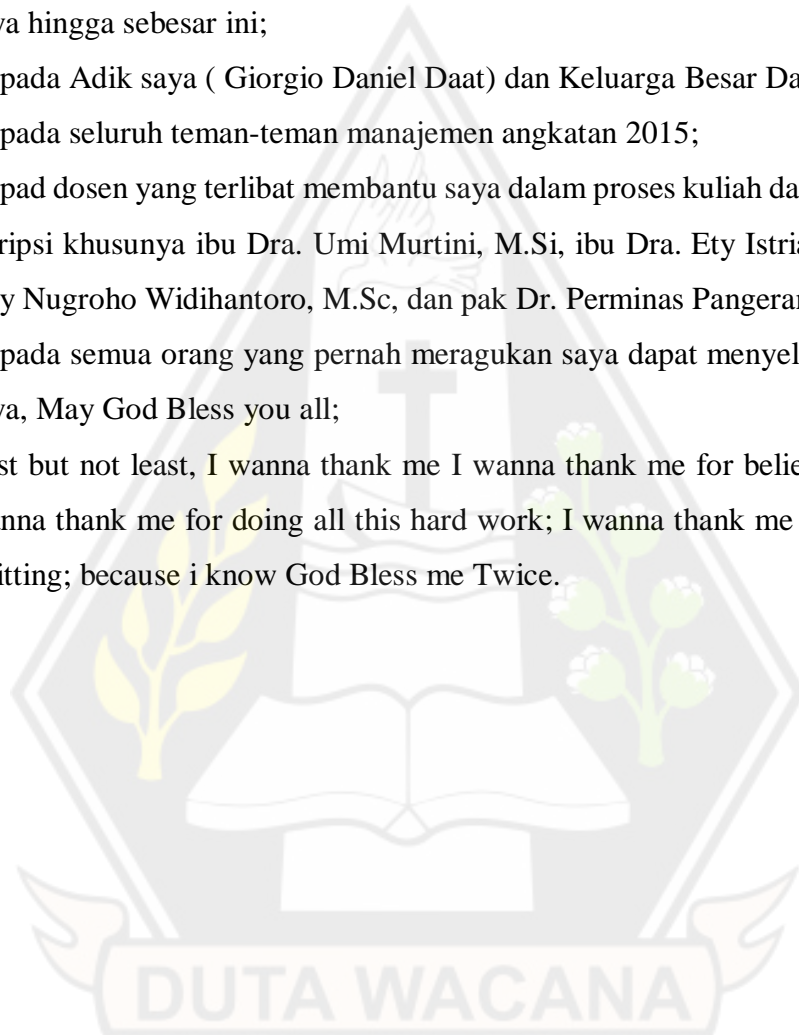 ya hingga sebesar ini;
pada Adik saya ( Giorgio Daniel Daat) dan Keluarga Besar Da
pada seluruh teman-teman manajemen angkatan 2015;
pad dosen yang terlibat membantu saya dalam proses kuliah da
ripsi khusunya ibu Dra. Umi Murtini, M.Si, ibu Dra. Ety Istria
y Nugroho Widihantoro, M.Sc, dan pak Dr. Perminas Pangeran
pada semua orang yang pernah meragukan saya dapat menyel
ya, May God Bless you all;
st but not least, I wanna thank me I wanna thank me for belie
anna thank me for doing all this hard work; I wanna thank me
itting; because i know God Bless me Twice.
DUTA WACANA